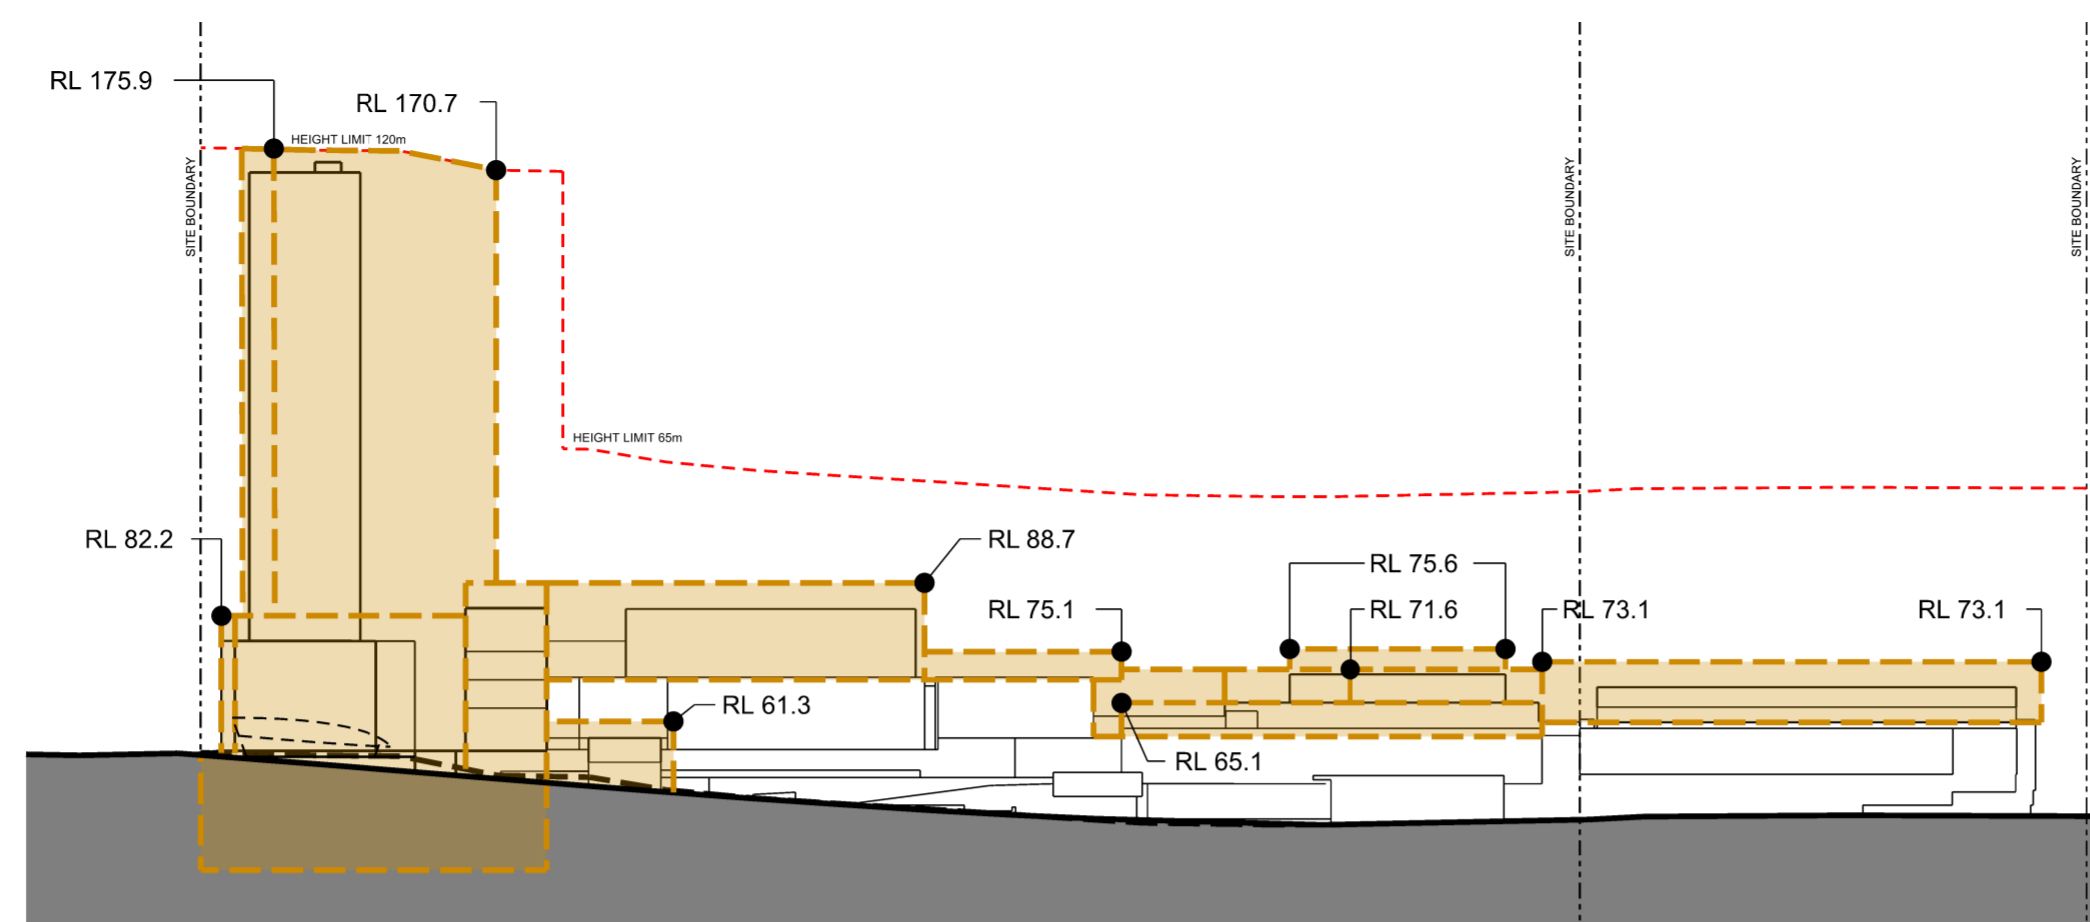 RL 175.9
RL 170.7
HEIGHT LIMIT 120m
SITE BOUNDARY
SITE BOUNDARY
SITE BOUNDARY
HEIGHT LIMIT 65m
RL 82.2
RL 88.7
RL 75.6
RL 75.1
RL 71.6
RL 73.1
RL 73.1
RL 61.3
RL 65.1